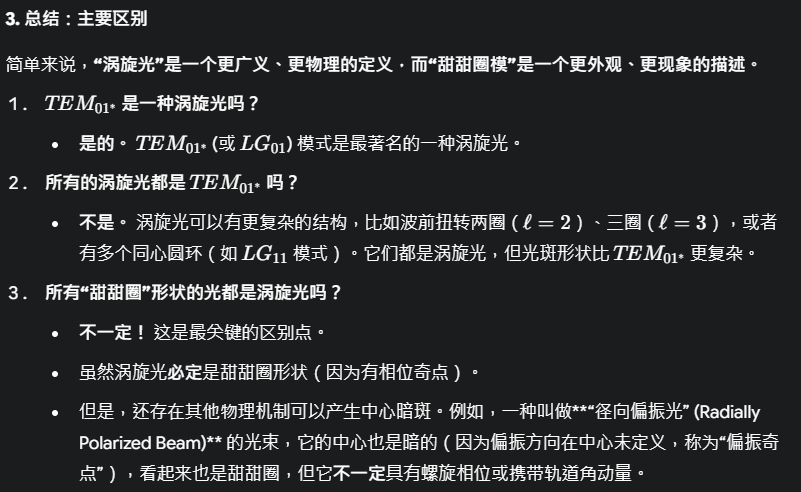 3. 总结：主要区别
简单来说，“涡旋光”是一个更广义、更物理的定义，而“甜甜圈模”是一个更外观、更现象的描述。
1. TEM₀₁* 是一种涡旋光吗？
• 是的。TEM₀₁* (或 LG₀₁) 模式是最著名的一种涡旋光。
2. 所有的涡旋光都是 TEM₀₁* 吗？
• 不是。 涡旋光可以有更复杂的结构，比如波前扭转两圈（ℓ = 2）、三圈（ℓ = 3），或者
有多个同心圆环（如 LG₁₁ 模式）。它们都是涡旋光，但光斑形状比 TEM₀₁* 更复杂。
3. 所有“甜甜圈”形状的光都是涡旋光吗？
• 不一定！ 这是最关键的区别点。
• 虽然涡旋光必定是甜甜圈形状（因为有相位奇点）。
• 但是，还存在其他物理机制可以产生中心暗斑。例如，一种叫做**“径向偏振光” (Radially
Polarized Beam)** 的光束，它的中心也是暗的（因为偏振方向在中心未定义，称为“偏振奇
点”），看起来也是甜甜圈，但它不一定具有螺旋相位或携带轨道角动量。